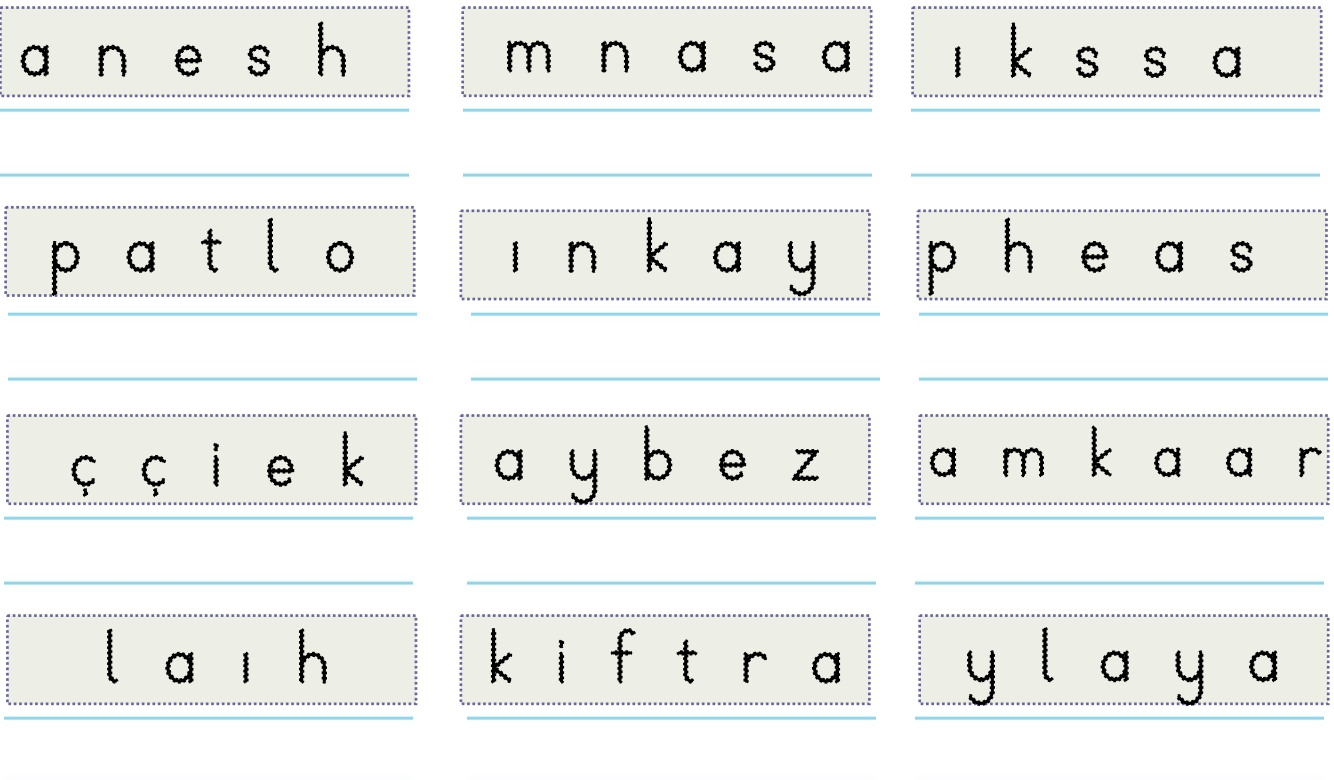 a n e s h m n a s a ı k s s a
p a t l o ı n k a y p h e a s
ç ç i e k a y b e z a m k a a r
l a ı h k i f t r a y l a y a